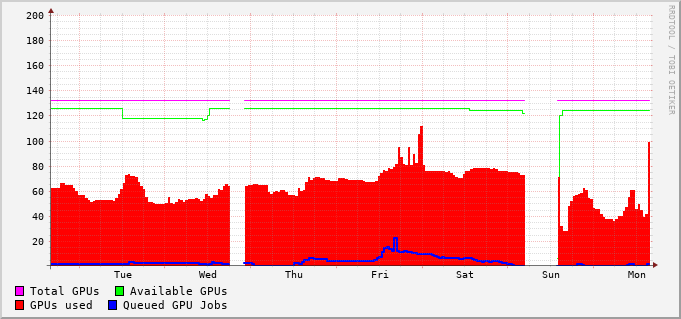 200
180
160
140
120
100
80
60
40
20
Tue Wed Thu Fri Sat Sun Mon
Total GPUs Available GPUs
GPUs used Queued GPU Jobs
RRDTOOL / TOBI OETIKER